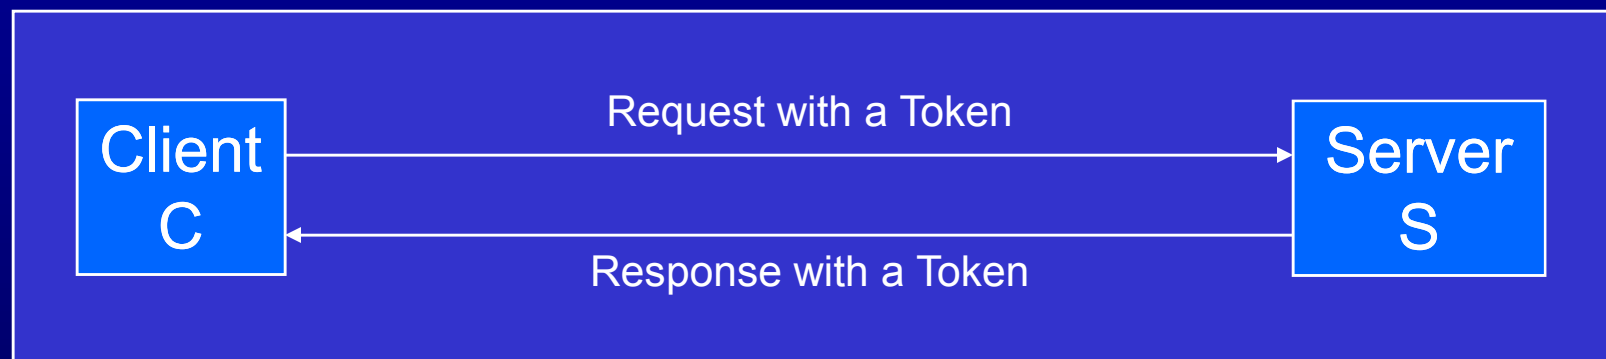 Request with a Token
Client
C
Server
S
Response with a Token